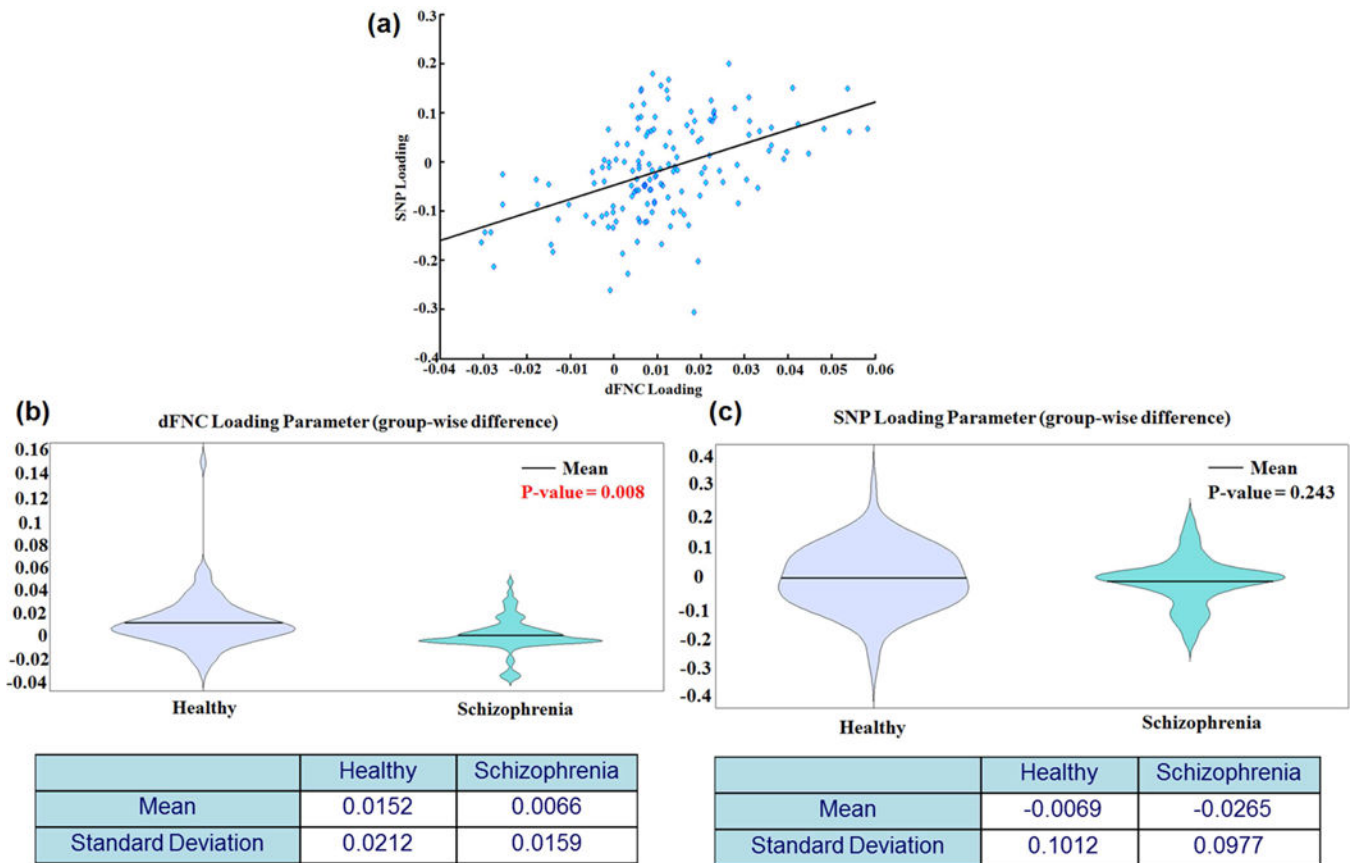 (a)
0.3
0.2
0.1
0
-0.1
-0.2
-0.3
-0.4
SNP Loading
-0.04 -0.03 -0.02 -0.01 0 0.01 0.02 0.03 0.04 0.05 0.06
dFNC Loading
(b)
dFNC Loading Parameter (group-wise difference)
0.16
0.14
0.12
0.1
0.08
0.06
0.04
0.02
0
-0.02
-0.04
Mean
P-value = 0.008
Healthy Schizophrenia
Healthy Schizophrenia
Mean 0.0152 0.0066
Standard Deviation 0.0212 0.0159
(c)
SNP Loading Parameter (group-wise difference)
0.4
0.3
0.2
0.1
0
-0.1
-0.2
-0.3
-0.4
Mean
P-value = 0.243
Healthy Schizophrenia
Healthy Schizophrenia
Mean -0.0069 -0.0265
Standard Deviation 0.1012 0.0977